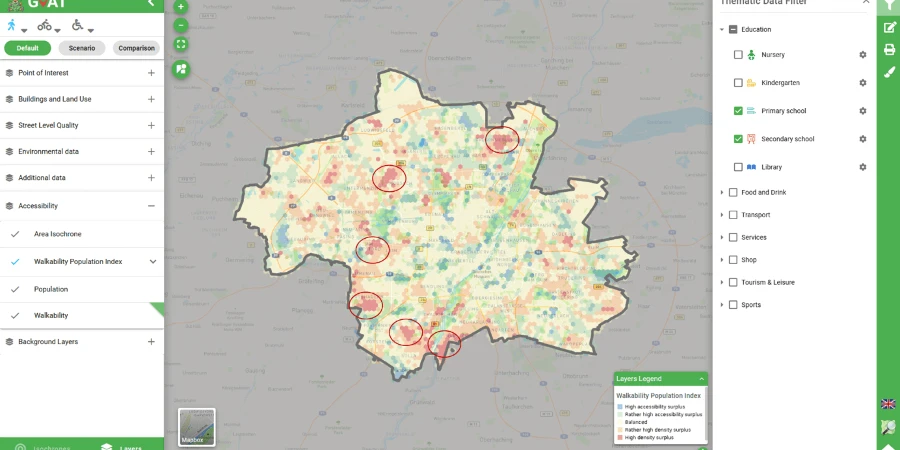 GOAT
Default
Scenario
Comparison
Point of Interest
Buildings and Land Use
Street Level Quality
Environmental data
Additional data
Accessibility
Area Isochrone
Walkability Population Index
Population
Walkability
Background Layers
Isochrones
Layers
Mapbox
Layers Legend
Walkability Population Index
High accessibility surplus
Rather high accessibility surplus
Balanced
Rather high density surplus
High density surplus
Thematic Data Filter
Education
Nursery
Kindergarten
Primary school
Secondary school
Library
Food and Drink
Transport
Services
Shop
Tourism & Leisure
Sports